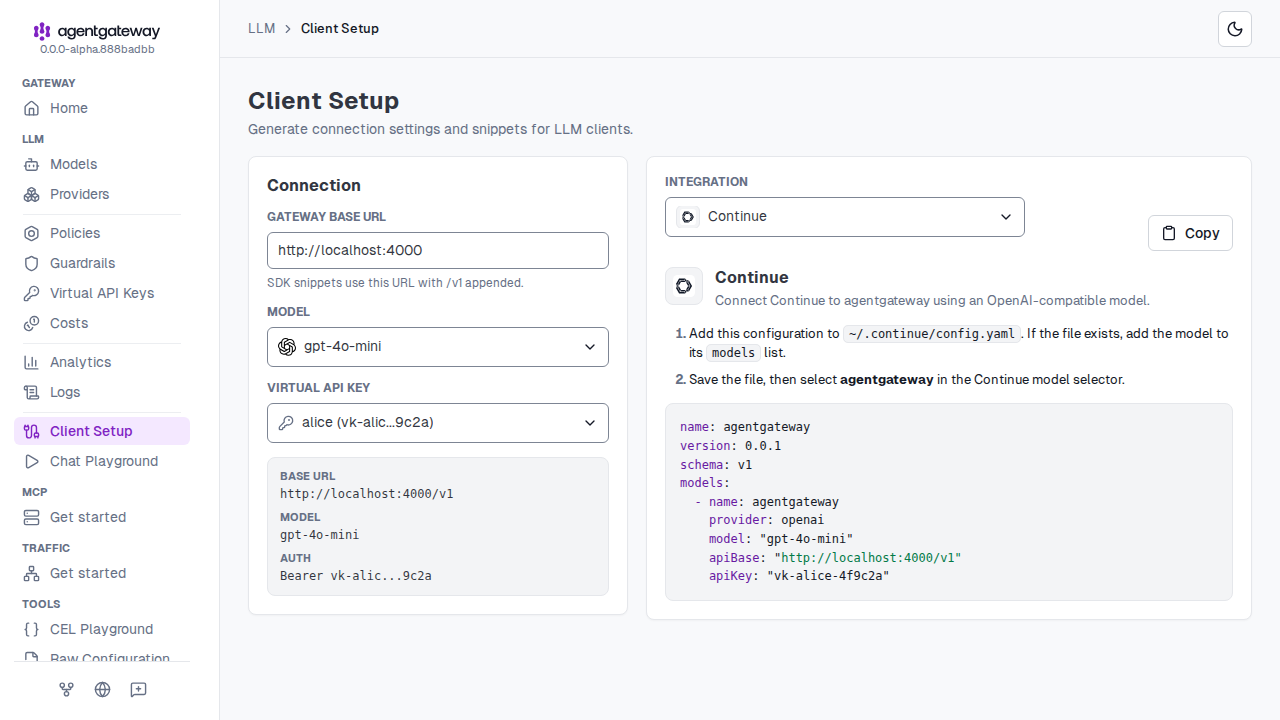 agentgateway
0.0.0-alpha.888badbb
GATEWAY
Home
LLM
Models
Providers
Policies
Guardrails
Virtual API Keys
Costs
Analytics
Logs
Client Setup
Chat Playground
MCP
Get started
TRAFFIC
Get started
TOOLS
CEL Playground
Raw Configuration
LLM > Client Setup
Client Setup
Generate connection settings and snippets for LLM clients.
Connection
GATEWAY BASE URL
http://localhost:4000
SDK snippets use this URL with /v1 appended.
MODEL
gpt-4o-mini
VIRTUAL API KEY
alice (vk-alic...9c2a)
BASE URL
http://localhost:4000/v1
MODEL
gpt-4o-mini
AUTH
Bearer vk-alic...9c2a
INTEGRATION
Continue
Copy
Continue
Connect Continue to agentgateway using an OpenAI-compatible model.
1. Add this configuration to ~/.continue/config.yaml. If the file exists, add the model to
its models list.
2. Save the file, then select agentgateway in the Continue model selector.
name: agentgateway
version: 0.0.1
schema: v1
models:
  - name: agentgateway
    provider: openai
    model: "gpt-4o-mini"
    apiBase: "http://localhost:4000/v1"
    apiKey: "vk-alice-4f9c2a"